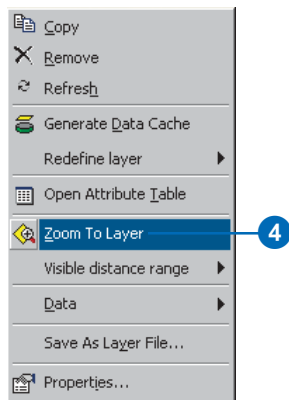 Copy
Remove
Refresh
Generate Data Cache
Redefine layer
Open Attribute Table
Zoom To Layer 4
Visible distance range
Data
Save As Layer File...
Properties...